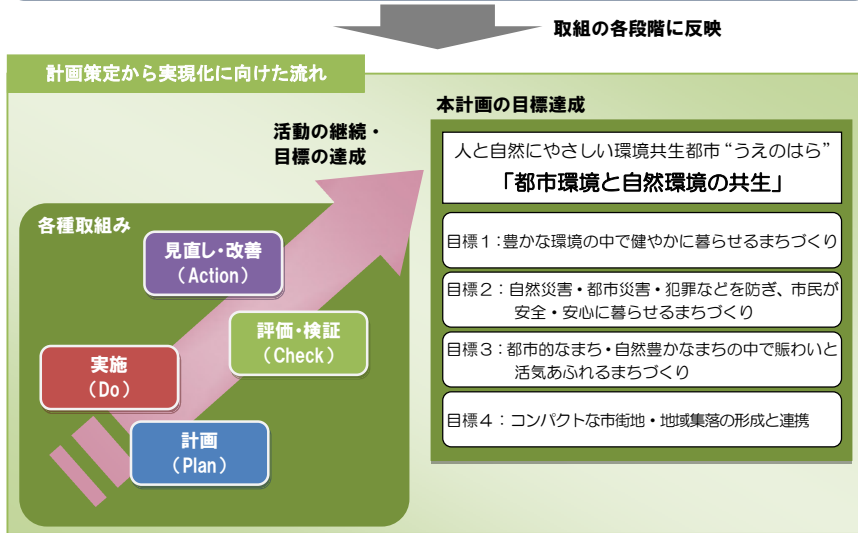 取組の各段階に反映
計画策定から実現化に向けた流れ
本計画の目標達成
活動の継続・
目標の達成
人と自然にやさしい環境共生都市“うえのはら”
「都市環境と自然環境の共生」
各種取組み
見直し・改善
（Action）
評価・検証
（Check）
実施
（Do）
計画
（Plan）
目標１：豊かな環境の中で健やかに暮らせるまちづくり
目標２：自然災害・都市災害・犯罪などを防ぎ、市民が
安全・安心に暮らせるまちづくり
目標３：都市的なまち・自然豊かなまちの中で賑わいと
活気あふれるまちづくり
目標４：コンパクトな市街地・地域集落の形成と連携